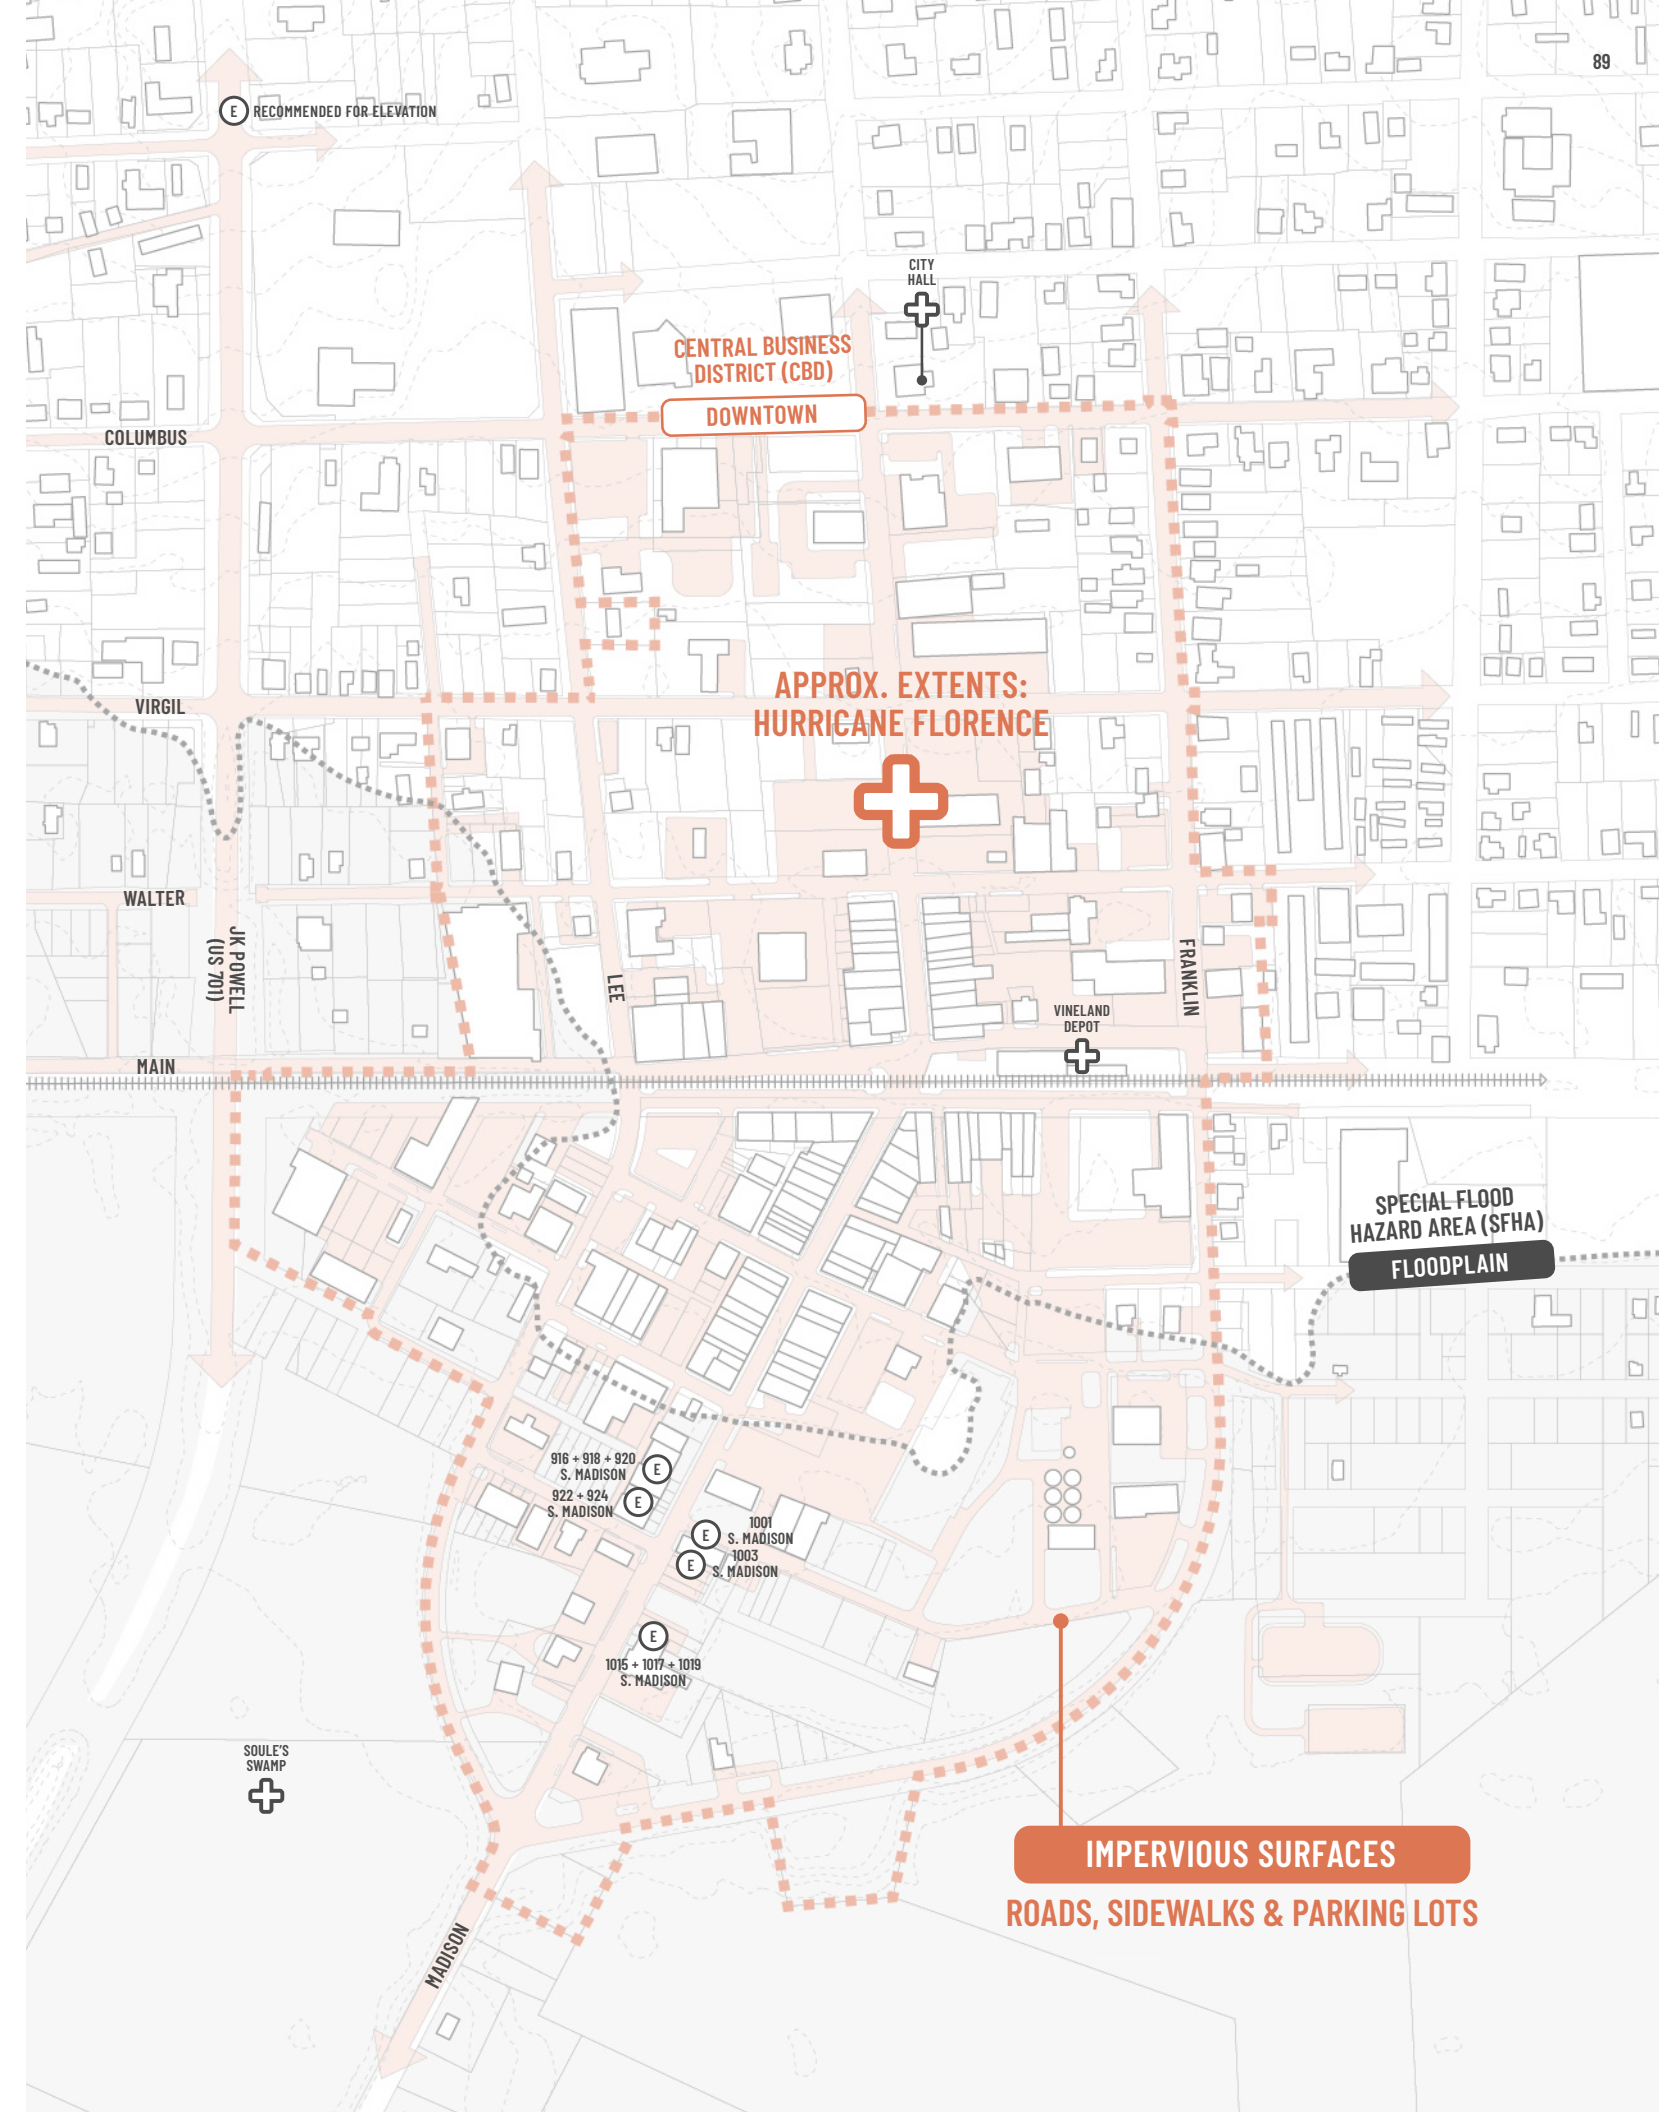 89
E RECOMMENDED FOR ELEVATION
CITY
HALL
CENTRAL BUSINESS
DISTRICT (CBD)
DOWNTOWN
COLUMBUS
APPROX. EXTENTS:
HURRICANE FLORENCE
VIRGIL
WALTER
JK POWELL
(US 701)
LEE
FRANKLIN
VINELAND
DEPOT
MAIN
SPECIAL FLOOD
HAZARD AREA (SFHA)
FLOODPLAIN
916 + 918 + 920
S. MADISON
E
922 + 924
S. MADISON
E
E
1001
S. MADISON
E
1003
S. MADISON
E
1015 + 1017 + 1019
S. MADISON
SOULE'S
SWAMP
IMPERVIOUS SURFACES
ROADS, SIDEWALKS & PARKING LOTS
MADISON